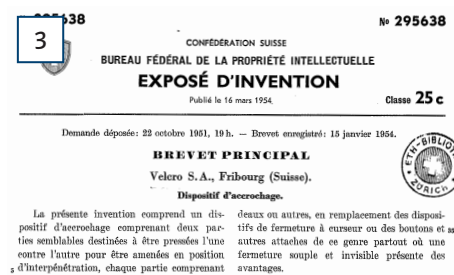 3
295638
Nº 295638
CONFÉDÉRATION SUISSE
BUREAU FÉDÉRAL DE LA PROPRIÉTÉ INTELLECTUELLE
EXPOSÉ D'INVENTION
Publié le 16 mars 1954.
Classe 25 c
Demande déposée: 22 octobre 1951, 19 h. — Brevet enregistré: 15 janvier 1954.
BREVET PRINCIPAL
Velcro S. A., Fribourg (Suisse).
Dispositif d'accrochage.
ETH-BIBLIOT
ZÜRICH
La présente invention comprend un dis-
positif d'accrochage comprenant deux par-
ties semblables destinées à être pressées l'une
contre l'autre pour être amenées en position
5 d'interpénétration, chaque partie comprenant
deaux ou autres, en remplacement des disposi-
tifs de fermeture à curseur ou des boutons et
autres attaches de ce genre partout où une
fermeture souple et invisible présente des
avantages.